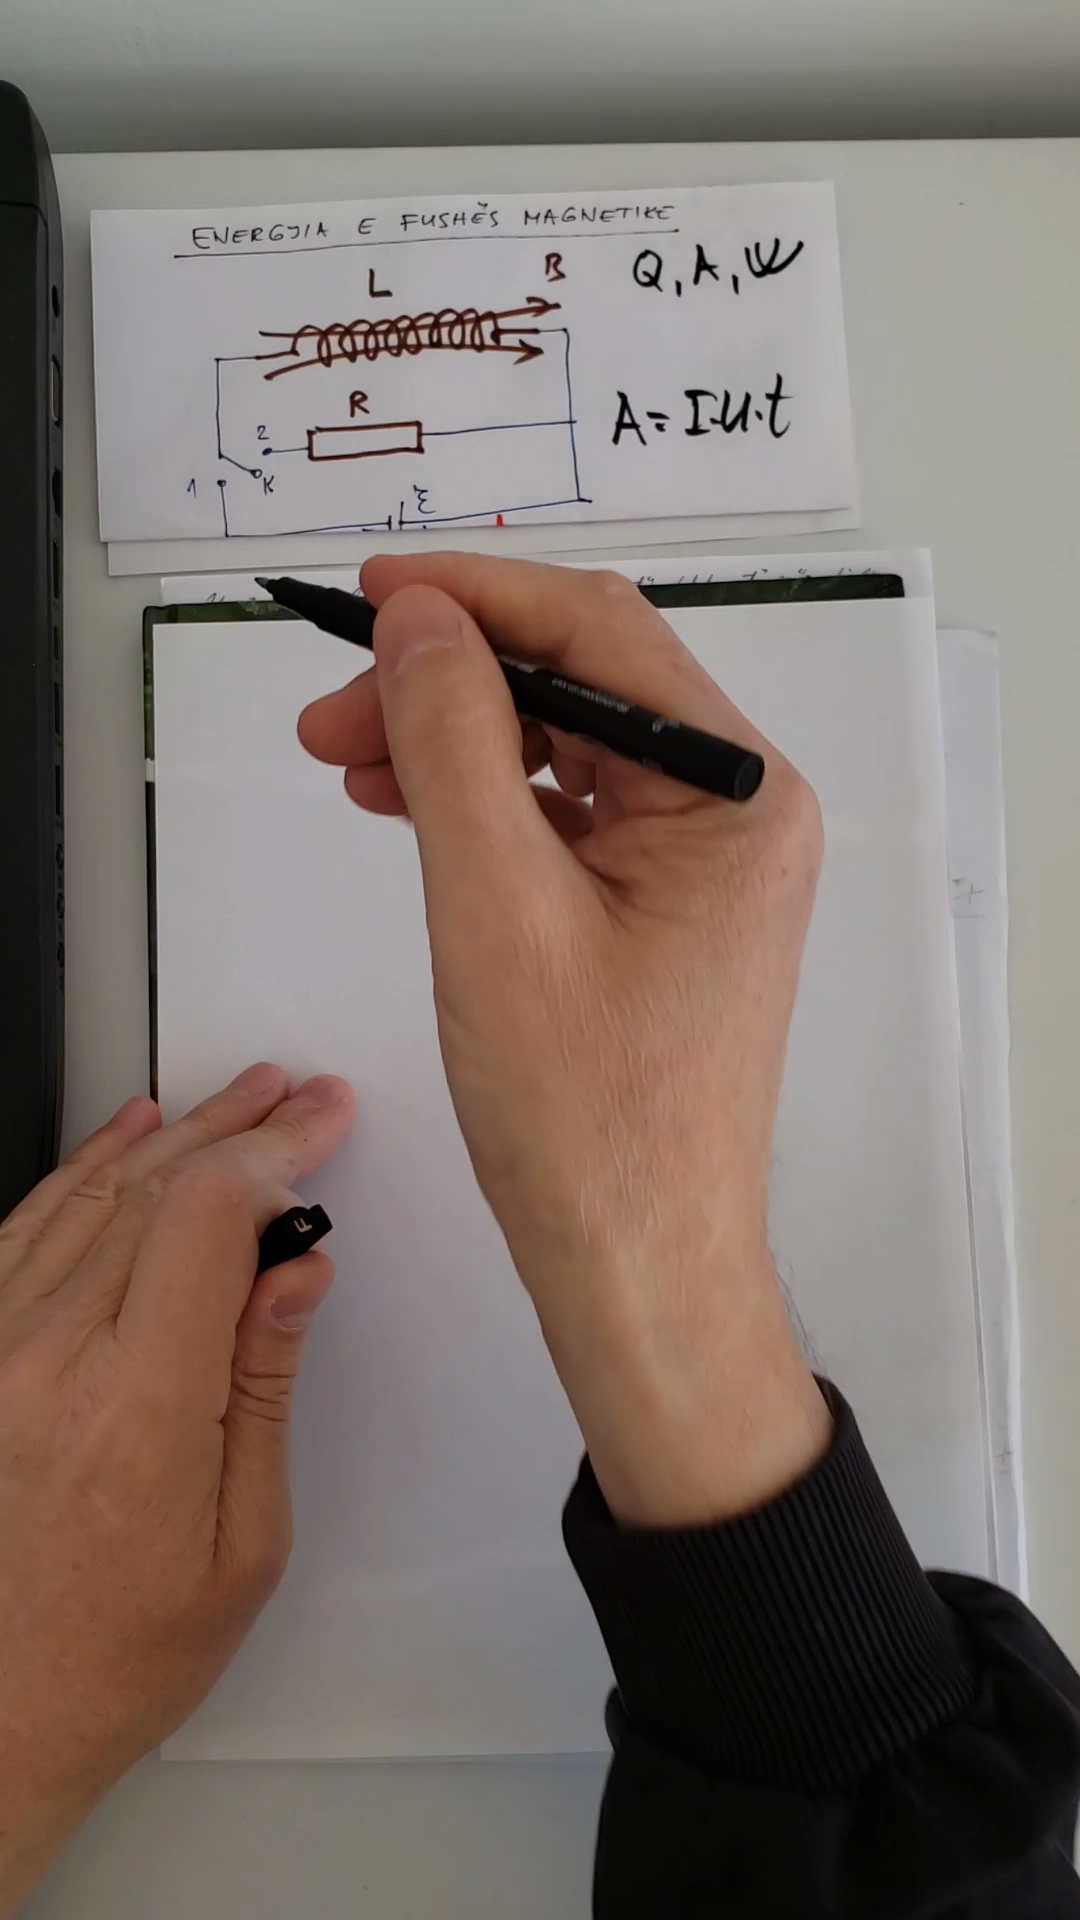 ENERGJIA E FUSHËS MAGNETIKE
L B
Q, A, W
R
A = I·U·t
2
K
1
ε
F